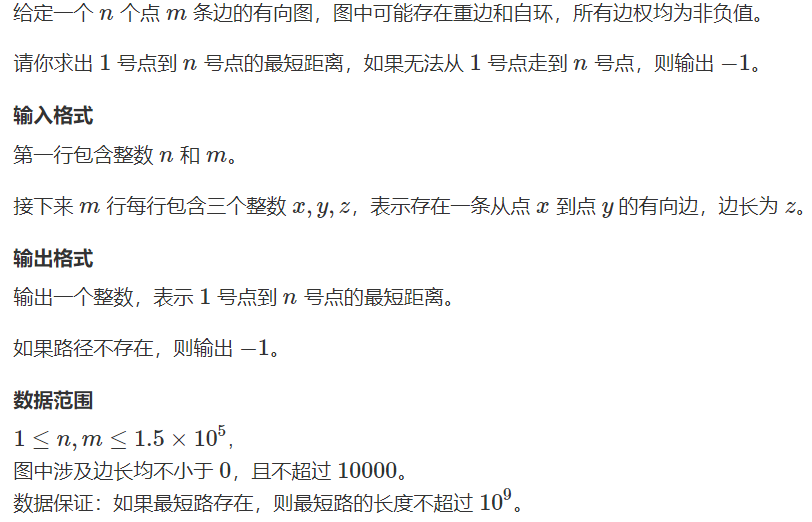 给定一个 n 个点 m 条边的有向图，图中可能存在重边和自环，所有边权均为非负值。
请你求出 1 号点到 n 号点的最短距离，如果无法从 1 号点走到 n 号点，则输出 −1。
输入格式
第一行包含整数 n 和 m。
接下来 m 行每行包含三个整数 x, y, z，表示存在一条从点 x 到点 y 的有向边，边长为 z。
输出格式
输出一个整数，表示 1 号点到 n 号点的最短距离。
如果路径不存在，则输出 −1。
数据范围
1 ≤ n, m ≤ 1.5 × 10⁵,
图中涉及边长均不小于 0，且不超过 10000。
数据保证：如果最短路存在，则最短路的长度不超过 10⁹。